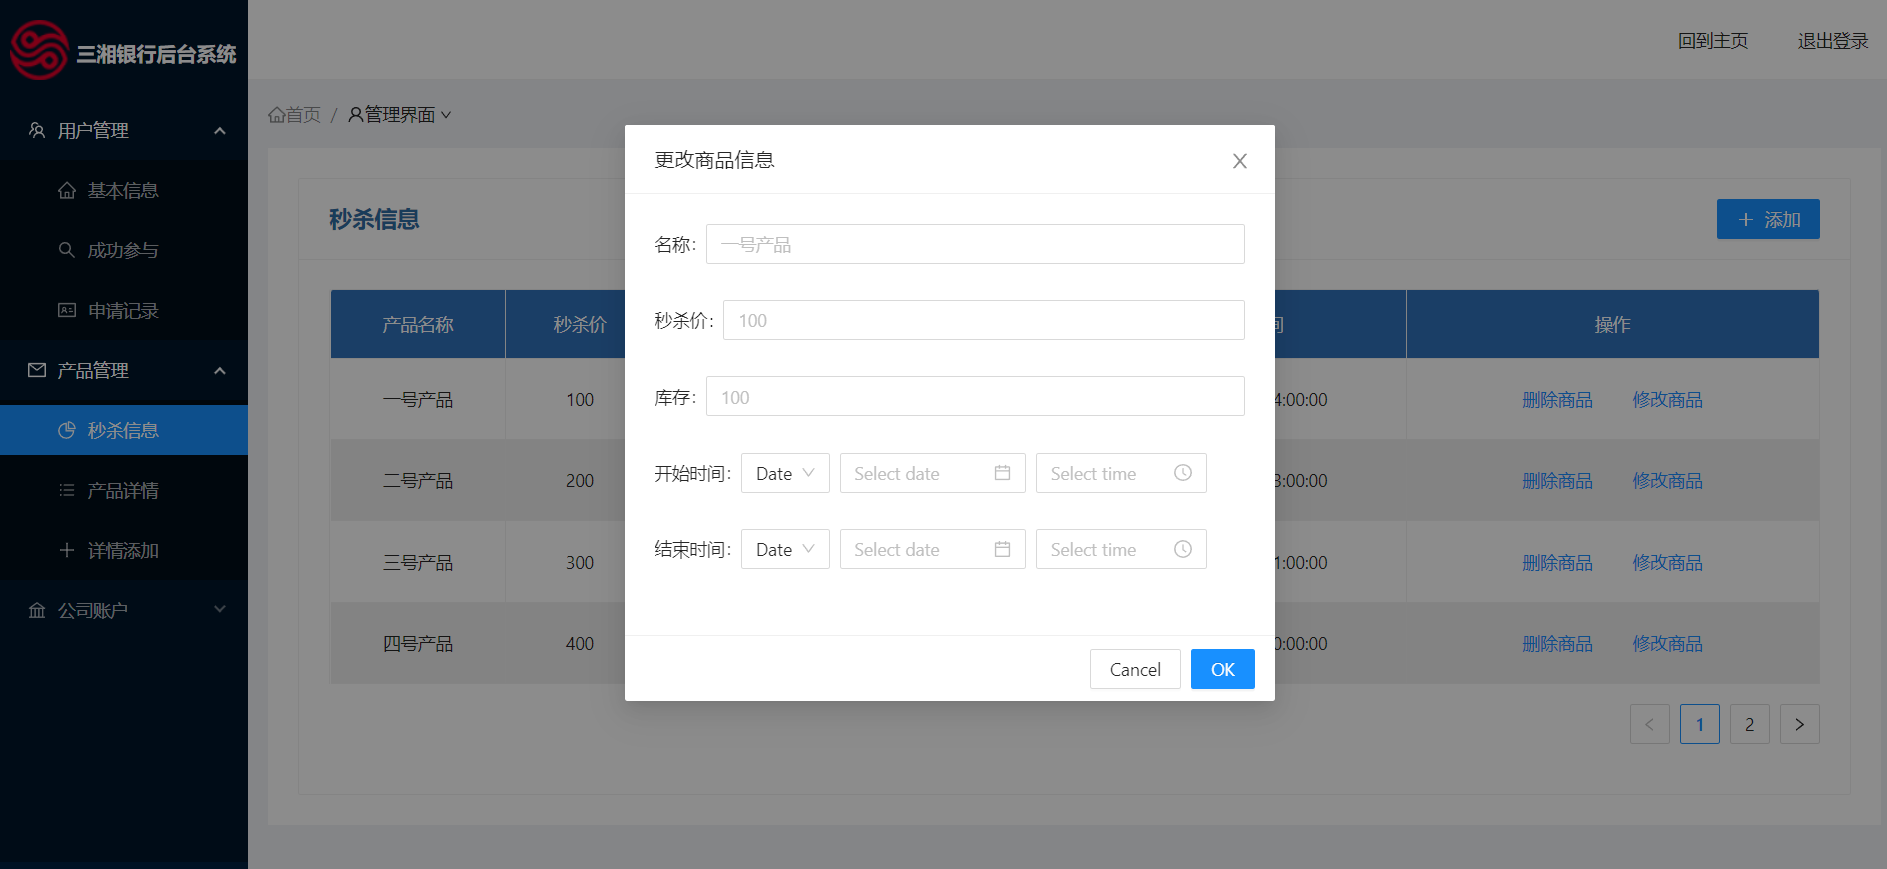 三湘银行后台系统
回到主页 退出登录
首页 / 管理界面
用户管理
基本信息
成功参与
申请记录
产品管理
秒杀信息
产品详情
详情添加
公司账户
秒杀信息
添加
产品名称 秒杀价 间 操作
一号产品 100 4:00:00 删除商品 修改商品
二号产品 200 3:00:00 删除商品 修改商品
三号产品 300 1:00:00 删除商品 修改商品
四号产品 400 0:00:00 删除商品 修改商品
1 2
更改商品信息
名称: 一号产品
秒杀价: 100
库存: 100
开始时间: Date Select date Select time
结束时间: Date Select date Select time
Cancel OK